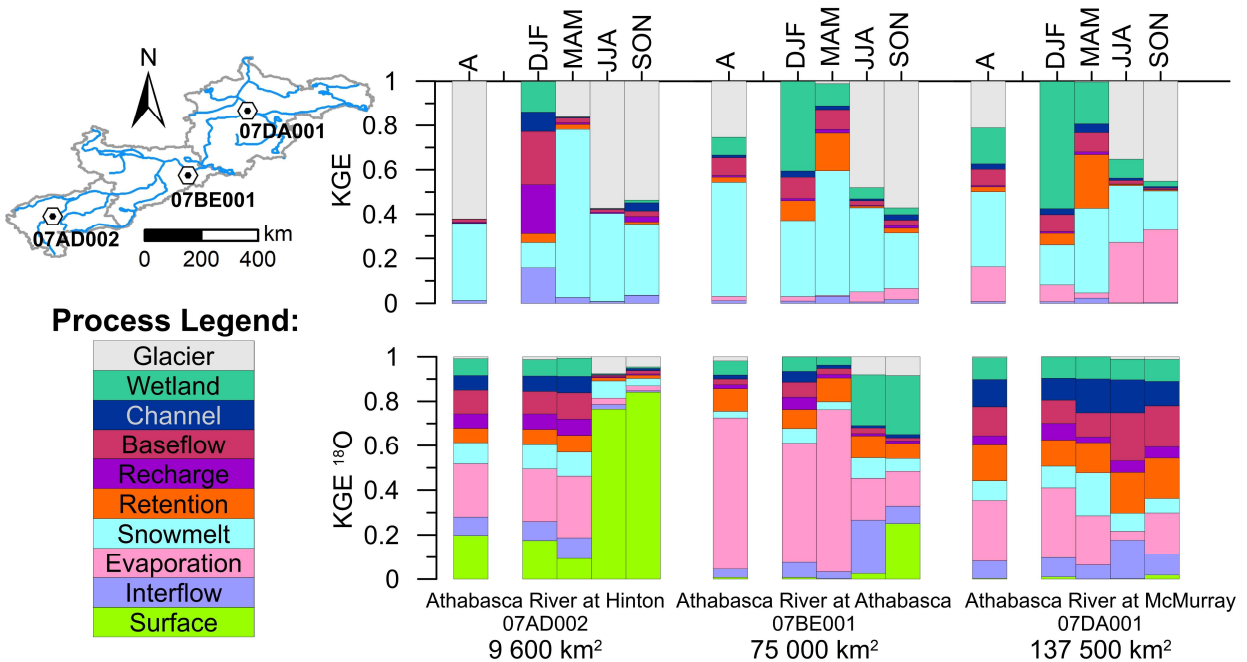 N
07DA001
07BE001
07AD002
km
0 200 400
Process Legend:
Glacier
Wetland
Channel
Baseflow
Recharge
Retention
Snowmelt
Evaporation
Interflow
Surface
A DJF MAM JJA SON A DJF MAM JJA SON A DJF MAM JJA SON
KGE
1
0.8
0.6
0.4
0.2
0
KGE ¹⁸O
1
0.8
0.6
0.4
0.2
0
Athabasca River at Hinton
07AD002
9 600 km²
Athabasca River at Athabasca
07BE001
75 000 km²
Athabasca River at McMurray
07DA001
137 500 km²